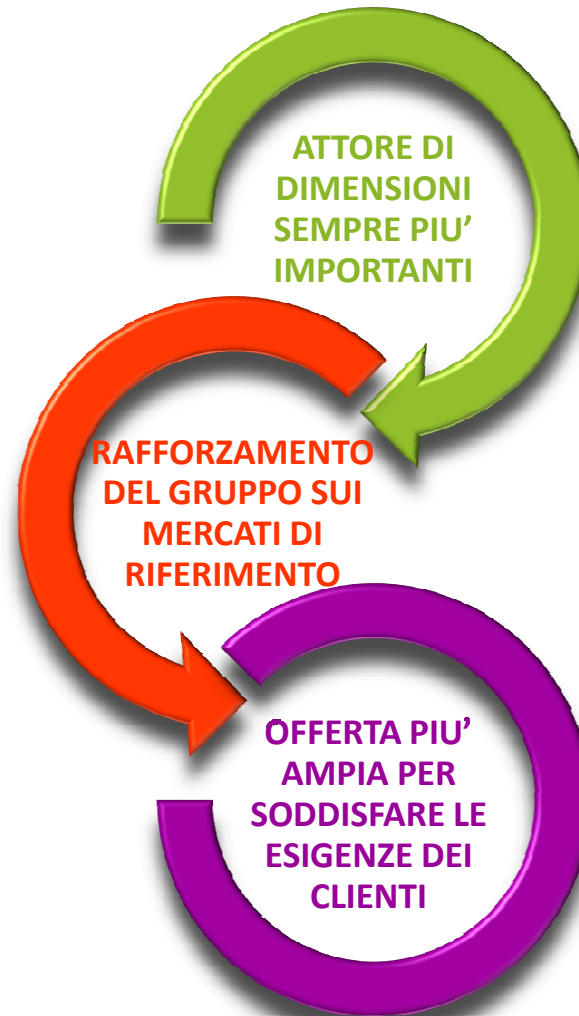 ATTORE DI
DIMENSIONI
SEMPRE PIU’
IMPORTANTI
RAFFORZAMENTO
DEL GRUPPO SUI
MERCATI DI
RIFERIMENTO
OFFERTA PIU’
AMPIA PER
SODDISFARE LE
ESIGENZE DEI
CLIENTI